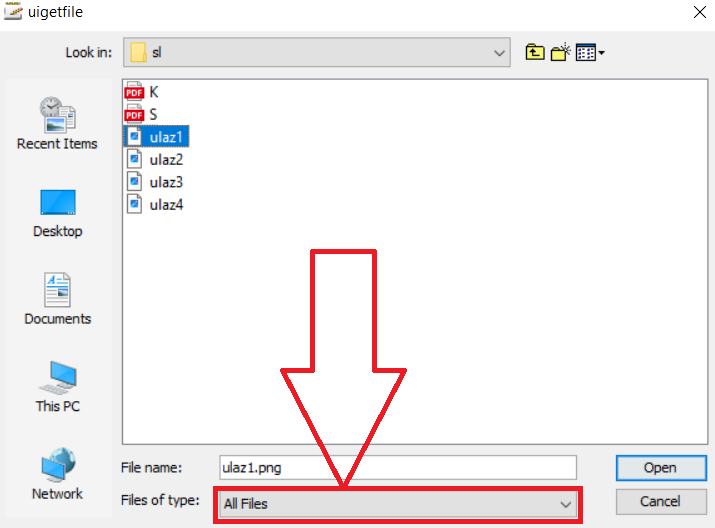 uigetfile
Look in:
sl
PDF K
PDF S
ulaz1
ulaz2
ulaz3
ulaz4
Recent Items
Desktop
Documents
This PC
Network
File name:
ulaz1.png
Open
Files of type:
All Files
Cancel